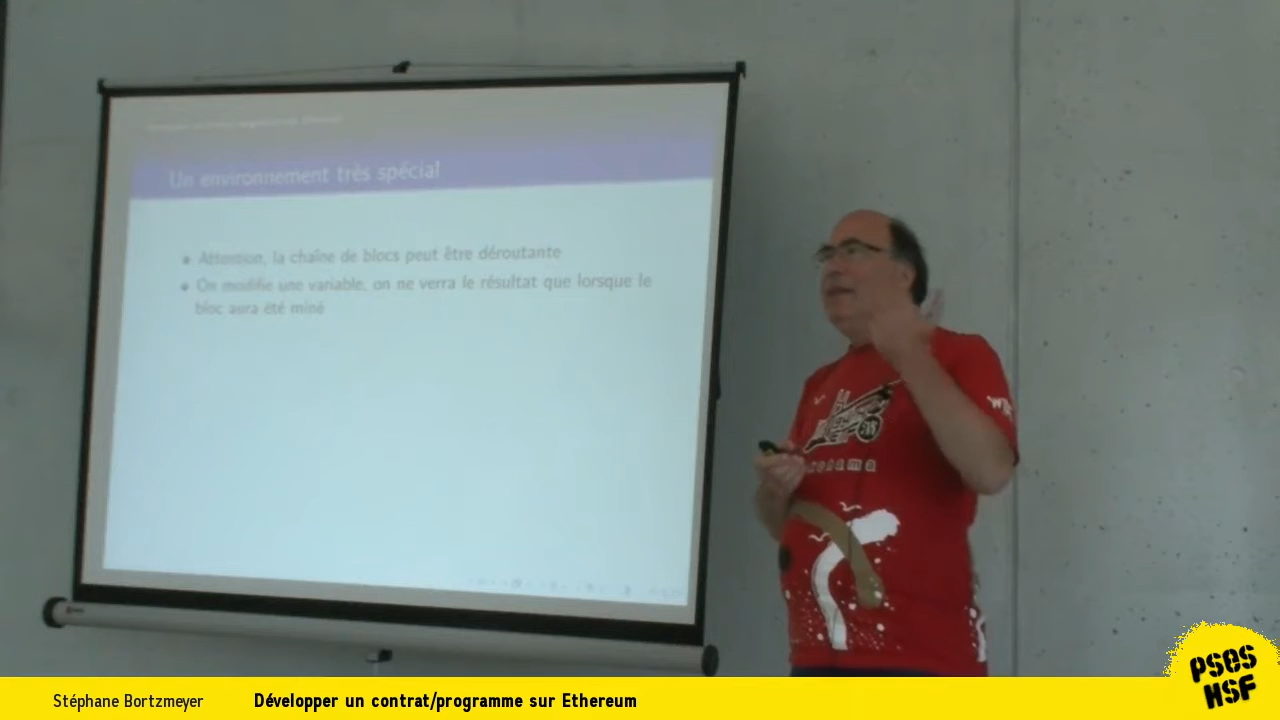 Un environnement très spécial
Attention, la chaîne de blocs peut être déroutante
On modifie une variable, on ne verra le résultat que lorsque le
bloc aura été miné
Stéphane Bortzmeyer
Développer un contrat/programme sur Ethereum
PSES
HSF